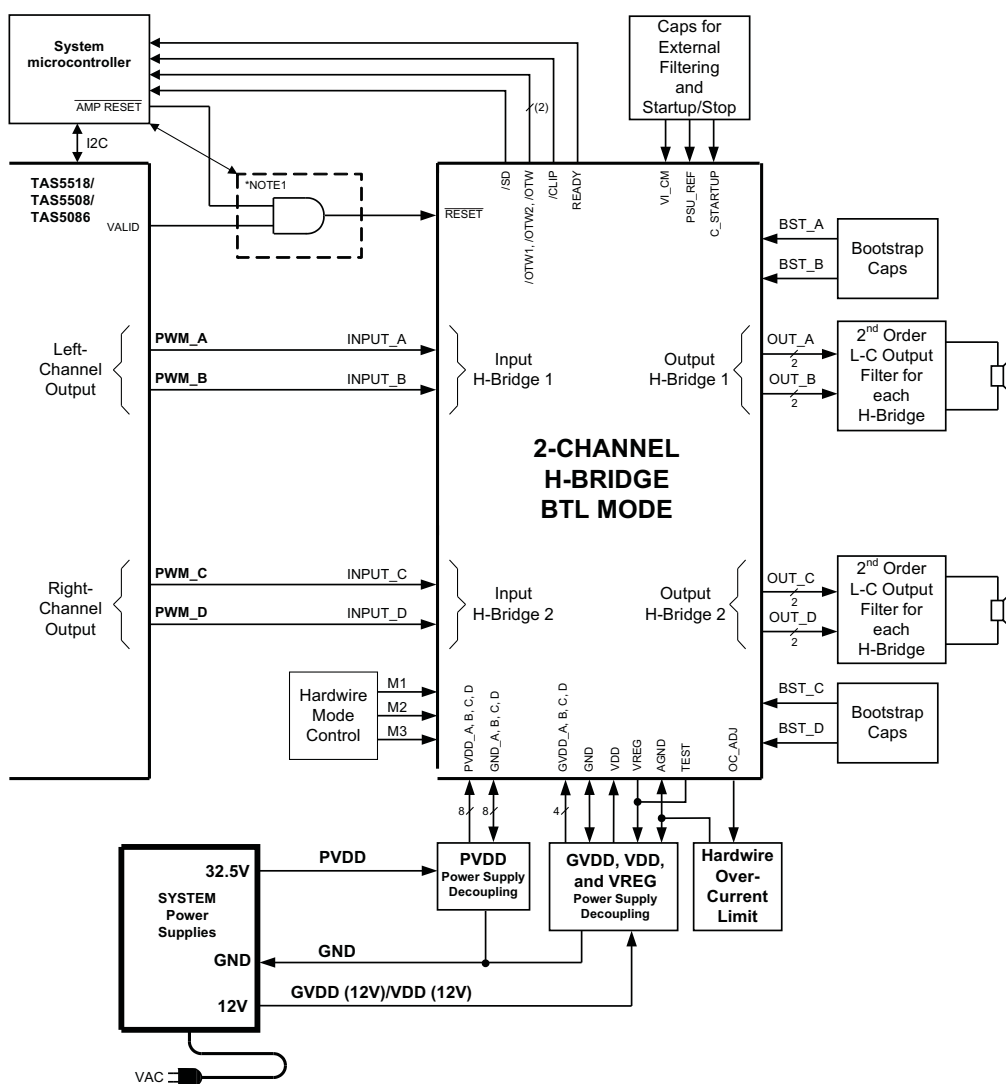 System
microcontroller
AMP RESET
I2C
Caps for
External
Filtering
and
Startup/Stop
(2)
*NOTE1
TAS5518/
TAS5508/
TAS5086
VALID
RESET
/SD
/OTW1, /OTW2, /OTW
/CLIP
READY
VI_CM
PSU_REF
C_STARTUP
BST_A
BST_B
Bootstrap
Caps
Left-
Channel
Output
PWM_A
INPUT_A
PWM_B
INPUT_B
Input
H-Bridge 1
Output
H-Bridge 1
OUT_A
2
OUT_B
2
2nd Order
L-C Output
Filter for
each
H-Bridge
2-CHANNEL
H-BRIDGE
BTL MODE
Right-
Channel
Output
PWM_C
INPUT_C
PWM_D
INPUT_D
Input
H-Bridge 2
Output
H-Bridge 2
OUT_C
2
OUT_D
2
2nd Order
L-C Output
Filter for
each
H-Bridge
Hardwire
Mode
Control
M1
M2
M3
PVDD_A, B, C, D
GND_A, B, C, D
GVDD_A, B, C, D
GND
VDD
VREG
AGND
TEST
OC_ADJ
BST_C
BST_D
Bootstrap
Caps
8
8
4
32.5V
SYSTEM
Power
Supplies
GND
12V
PVDD
PVDD
Power Supply
Decoupling
GVDD, VDD,
and VREG
Power Supply
Decoupling
Hardwire
Over-
Current
Limit
GND
GVDD (12V)/VDD (12V)
VAC